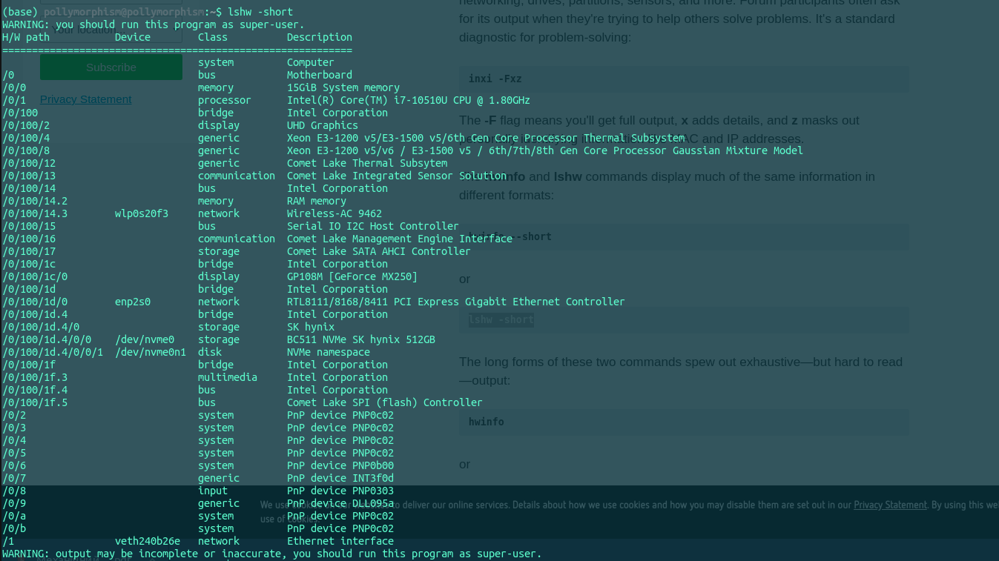 (base) pollymorphism@pollymorphism:~$ lshw -short
WARNING: you should run this program as super-user.
H/W path           Device      Class          Description
===========================================================
                               system         Computer
/0                             bus            Motherboard
/0/0                           memory         15GiB System memory
/0/1                           processor      Intel(R) Core(TM) i7-10510U CPU @ 1.80GHz
/0/100                         bridge         Intel Corporation
/0/100/2                       display        UHD Graphics
/0/100/4                       generic        Xeon E3-1200 v5/E3-1500 v5/6th Gen Core Processor Thermal Subsystem
/0/100/8                       generic        Xeon E3-1200 v5/v6 / E3-1500 v5 / 6th/7th/8th Gen Core Processor Gaussian Mixture Model
/0/100/12                      generic        Comet Lake Thermal Subsytem
/0/100/13                      communication  Comet Lake Integrated Sensor Solution
/0/100/14                      bus            Intel Corporation
/0/100/14.2                    memory         RAM memory
/0/100/14.3        wlp0s20f3   network        Wireless-AC 9462
/0/100/15                      bus            Serial IO I2C Host Controller
/0/100/16                      communication  Comet Lake Management Engine Interface
/0/100/17                      storage        Comet Lake SATA AHCI Controller
/0/100/1c                      bridge         Intel Corporation
/0/100/1c/0                    display        GP108M [GeForce MX250]
/0/100/1d                      bridge         Intel Corporation
/0/100/1d/0        enp2s0      network        RTL8111/8168/8411 PCI Express Gigabit Ethernet Controller
/0/100/1d.4                    bridge         Intel Corporation
/0/100/1d.4/0                  storage        SK hynix
/0/100/1d.4/0/0    /dev/nvme0  storage        BC511 NVMe SK hynix 512GB
/0/100/1d.4/0/0/1  /dev/nvme0n1  disk         NVMe namespace
/0/100/1f                      bridge         Intel Corporation
/0/100/1f.3                    multimedia     Intel Corporation
/0/100/1f.4                    bus            Intel Corporation
/0/100/1f.5                    bus            Comet Lake SPI (flash) Controller
/0/2                           system         PnP device PNP0c02
/0/3                           system         PnP device PNP0c02
/0/4                           system         PnP device PNP0c02
/0/5                           system         PnP device PNP0c02
/0/6                           system         PnP device PNP0b00
/0/7                           generic        PnP device INT3f0d
/0/8                           input          PnP device PNP0303
/0/9                           generic        PnP device DLL095a
/0/a                           system         PnP device PNP0c02
/0/b                           system         PnP device PNP0c02
/1                 veth240b26e  network       Ethernet interface
WARNING: output may be incomplete or inaccurate, you should run this program as super-user.
Your location
Subscribe
Privacy Statement
networking, drives, partitions, sensors, and more. Forum participants often ask
for its output when they're trying to help others solve problems. It's a standard
diagnostic for problem-solving:
inxi -Fxz
The -F flag means you'll get full output, x adds details, and z masks out
personally identifying information like MAC and IP addresses.
The hwinfo and lshw commands display much of the same information in
different formats:
hwinfo --short
or
lshw -short
The long forms of these two commands spew out exhaustive—but hard to read
—output:
hwinfo
or
We use cookies on our websites to deliver our online services. Details about how we use cookies and how you may disable them are set out in our Privacy Statement. By using this we
use of cookies.